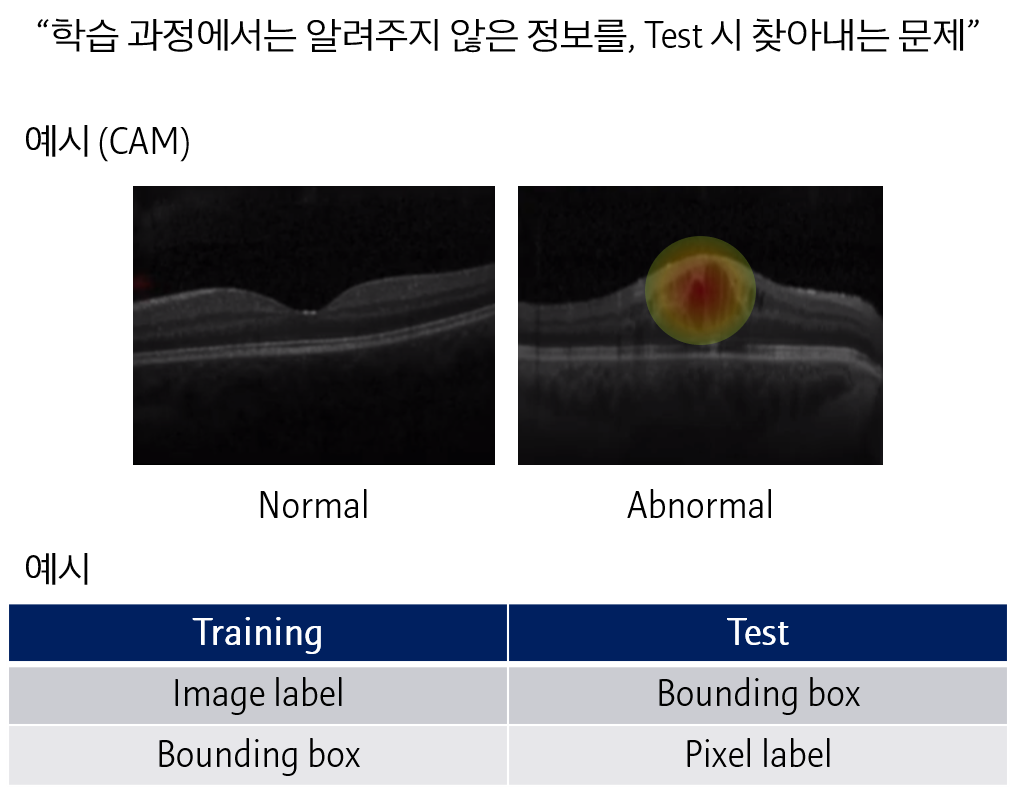 “학습 과정에서는 알려주지 않은 정보를, Test 시 찾아내는 문제”
예시 (CAM)
Normal
Abnormal
예시
Training
Test
Image label
Bounding box
Bounding box
Pixel label